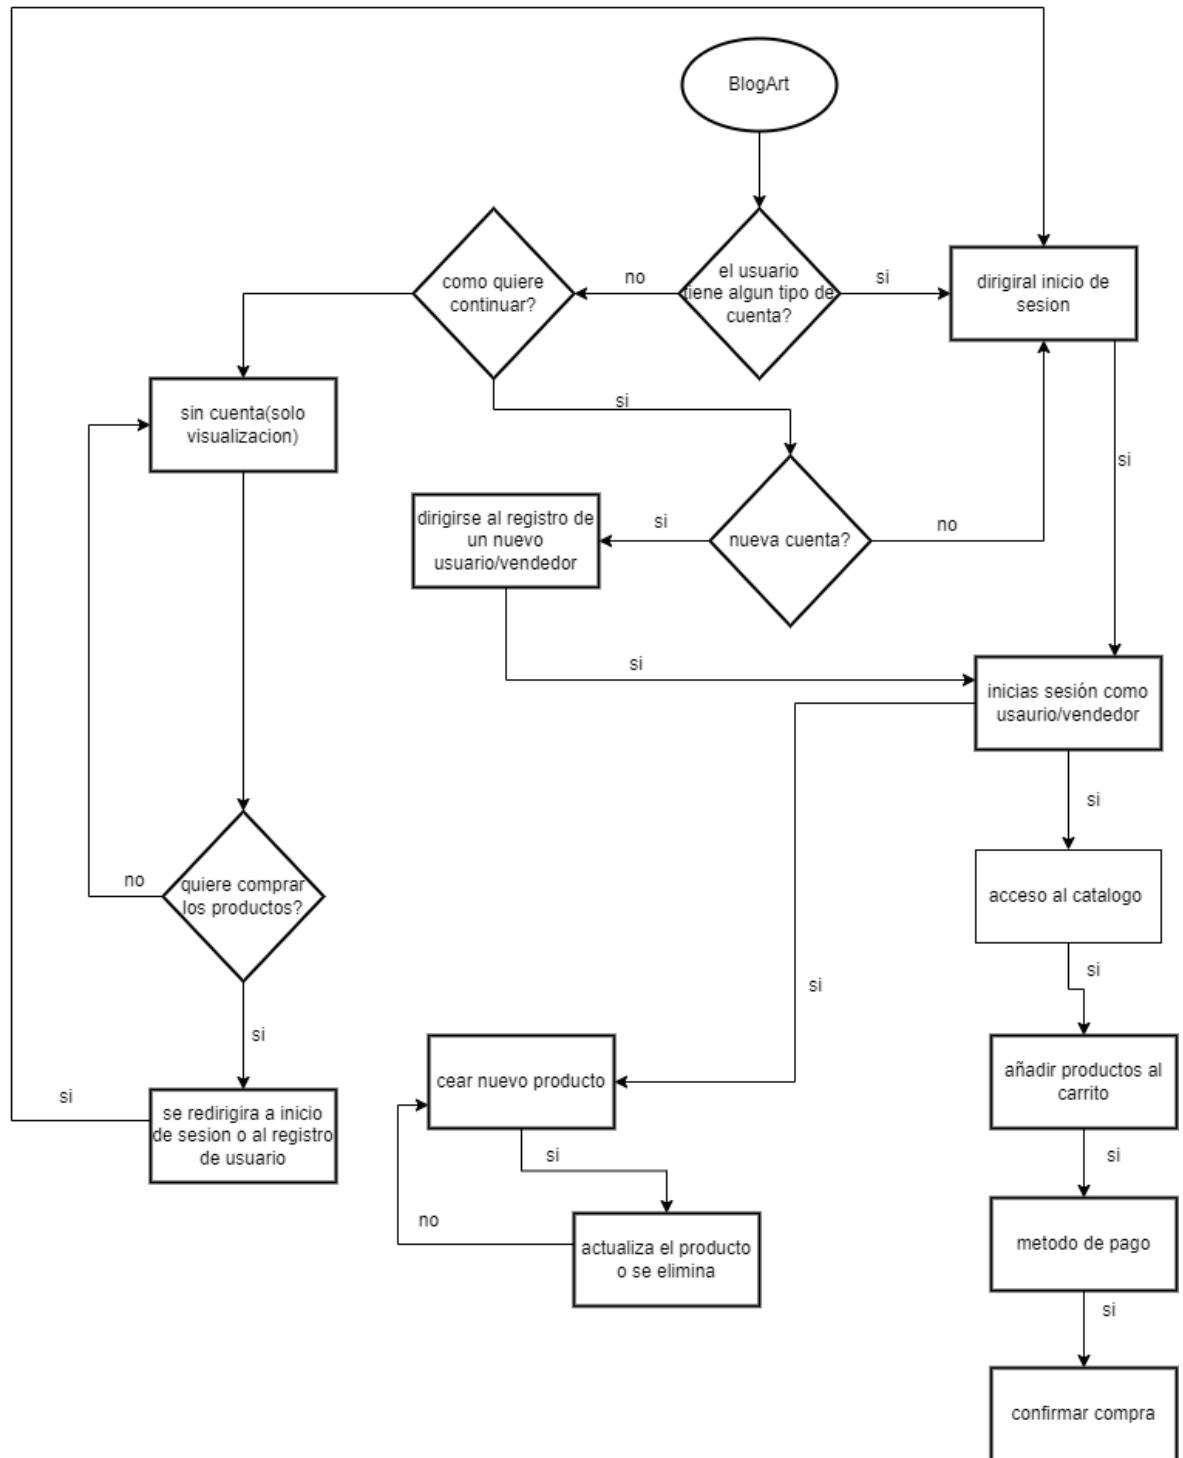 BlogArt
como quiere
continuar?
no
el usuario
tiene algun tipo de
cuenta?
si
dirigiral inicio de
sesion
sin cuenta(solo
visualizacion)
si
si
dirigirse al registro de
un nuevo
usuario/vendedor
si
nueva cuenta?
no
si
inicias sesión como
usaurio/vendedor
si
acceso al catalogo
no
quiere comprar
los productos?
si
si
si
cear nuevo producto
añadir productos al
carrito
si
se redirigira a inicio
de sesion o al registro
de usuario
si
si
no
actualiza el producto
o se elimina
metodo de pago
si
confirmar compra